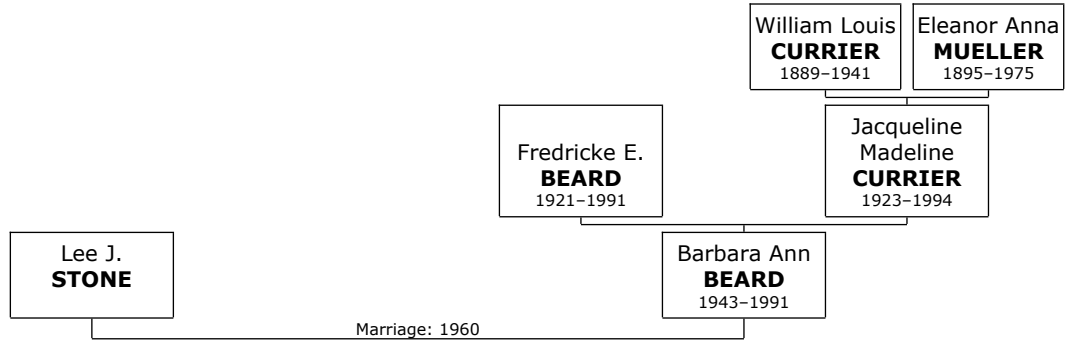 William Louis
CURRIER
1889–1941
Eleanor Anna
MUELLER
1895–1975
Fredricke E.
BEARD
1921–1991
Jacqueline
Madeline
CURRIER
1923–1994
Lee J.
STONE
Barbara Ann
BEARD
1943–1991
Marriage: 1960